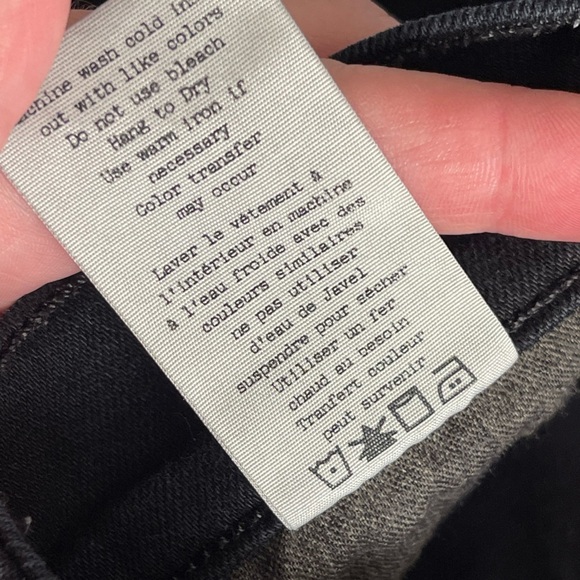 wash cold
out with like colors
Do not use bleach
Hang to Dry
Use warm iron if
necessary
Color transfer
may occur
Laver le vêtement à
l'intérieur en machine
à l'eau froide avec des
couleurs similaires
ne pas utiliser
d'eau de Javel
suspendre pour sécher
Utiliser un fer
chaud au besoin
Tranfert couleur
peut survenir